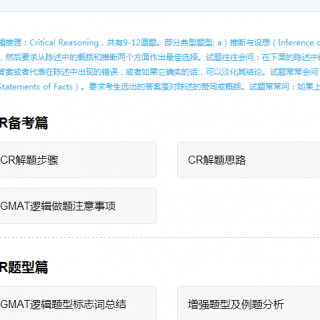 辑推理：Critical Reasoning，共有9-12道题。部分典型题型: a）推断与设想（Inference o
，然后要求从陈述中的概括和推断两个方面作出最佳选择。试题往往会问：在下面的陈述中
答案或者代表在陈述中出现的错误，或者如果它确实的话，可以淡化其结论。试题常常会问
Statements of Facts）。要求考生选出的答案是对陈述的赞同或概括。试题常常问：如果上
R备考篇
CR解题步骤
CR解题思路
GMAT逻辑做题注意事项
R题型篇
GMAT逻辑题型标志词总结
增强题型及例题分析